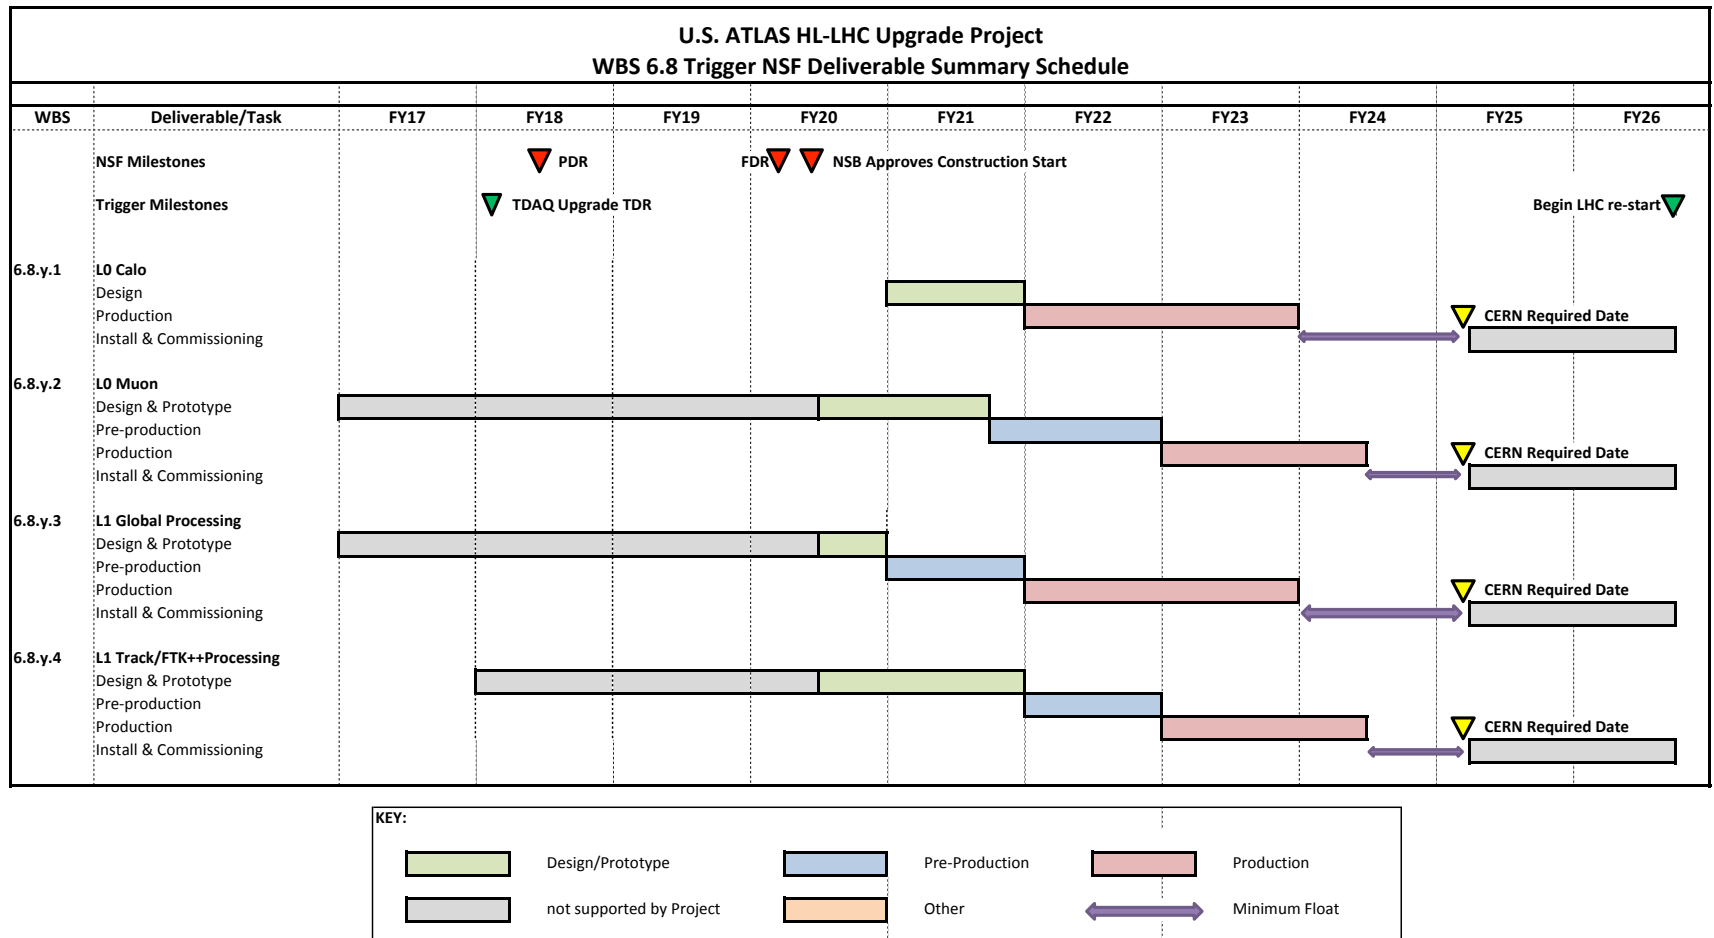 U.S. ATLAS HL-LHC Upgrade Project
WBS 6.8 Trigger NSF Deliverable Summary Schedule
WBS Deliverable/Task FY17 FY18 FY19 FY20 FY21 FY22 FY23 FY24 FY25 FY26
NSF Milestones PDR FDR NSB Approves Construction Start
Trigger Milestones TDAQ Upgrade TDR Begin LHC re-start
6.8.y.1 L0 Calo
Design
Production CERN Required Date
Install & Commissioning
6.8.y.2 L0 Muon
Design & Prototype
Pre-production
Production CERN Required Date
Install & Commissioning
6.8.y.3 L1 Global Processing
Design & Prototype
Pre-production
Production CERN Required Date
Install & Commissioning
6.8.y.4 L1 Track/FTK++Processing
Design & Prototype
Pre-production
Production CERN Required Date
Install & Commissioning
KEY:
Design/Prototype Pre-Production Production
not supported by Project Other Minimum Float